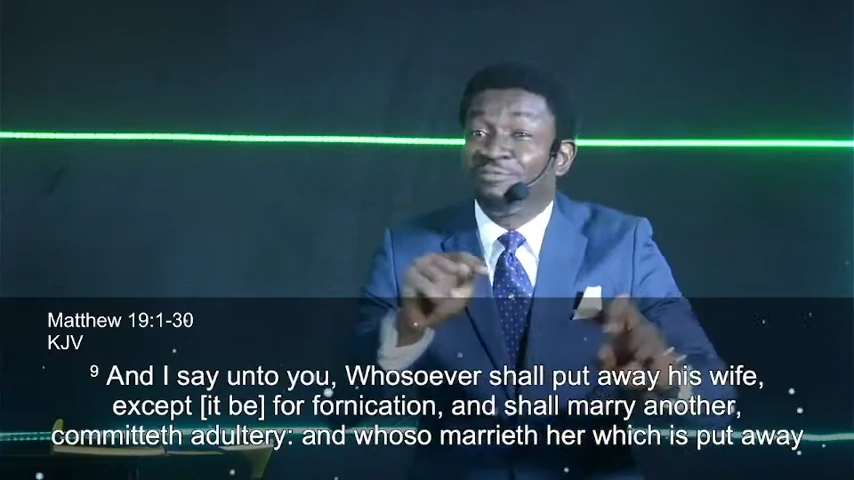 Matthew 19:1-30
KJV
9 And I say unto you, Whosoever shall put away his wife,
except [it be] for fornication, and shall marry another,
committeth adultery: and whoso marrieth her which is put away